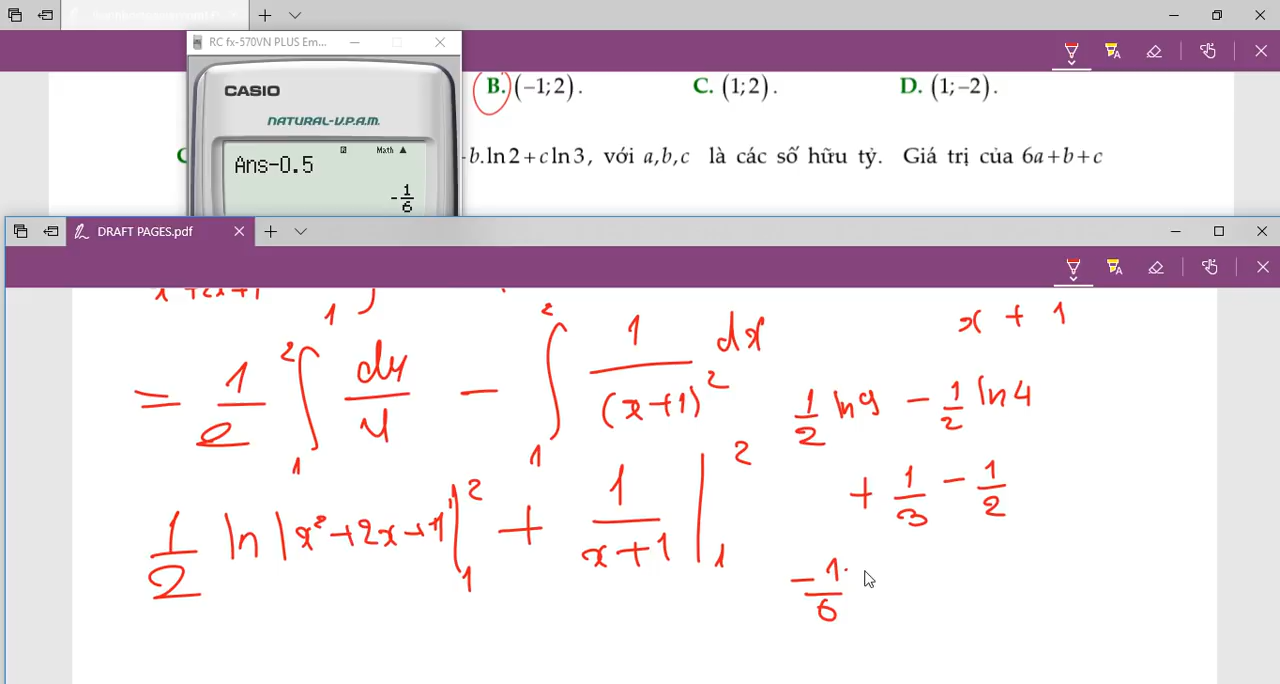 RC fx-570VN PLUS Em...
B. (−1;2). C. (1;2). D. (1;−2).
CASIO
NATURAL-V.P.A.M.
Math ▲
Ans-0.5
-1/6
b.ln2+cln3, với a,b,c là các số hữu tỷ. Giá trị của 6a+b+c
DRAFT PAGES.pdf
x + 1
= 1/2 ∫₁² du/u − ∫₁² 1/(x+1)² dx
1/2 ln9 − 1/2 ln4
+ 1/3 − 1/2
1/2 ln|x²+2x+1||₁² + 1/(x+1)|₁²
−1/6